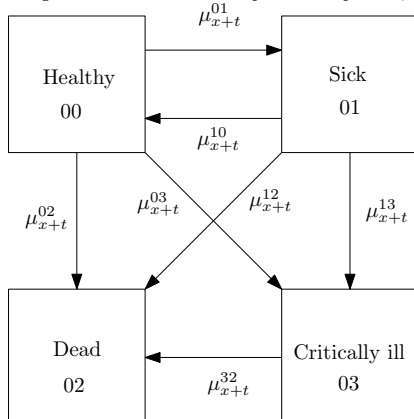 μ^{01}_{x+t}
Healthy
00
Sick
01
μ^{10}_{x+t}
μ^{02}_{x+t}
μ^{03}_{x+t}
μ^{12}_{x+t}
μ^{13}_{x+t}
Dead
02
Critically ill
03
μ^{32}_{x+t}